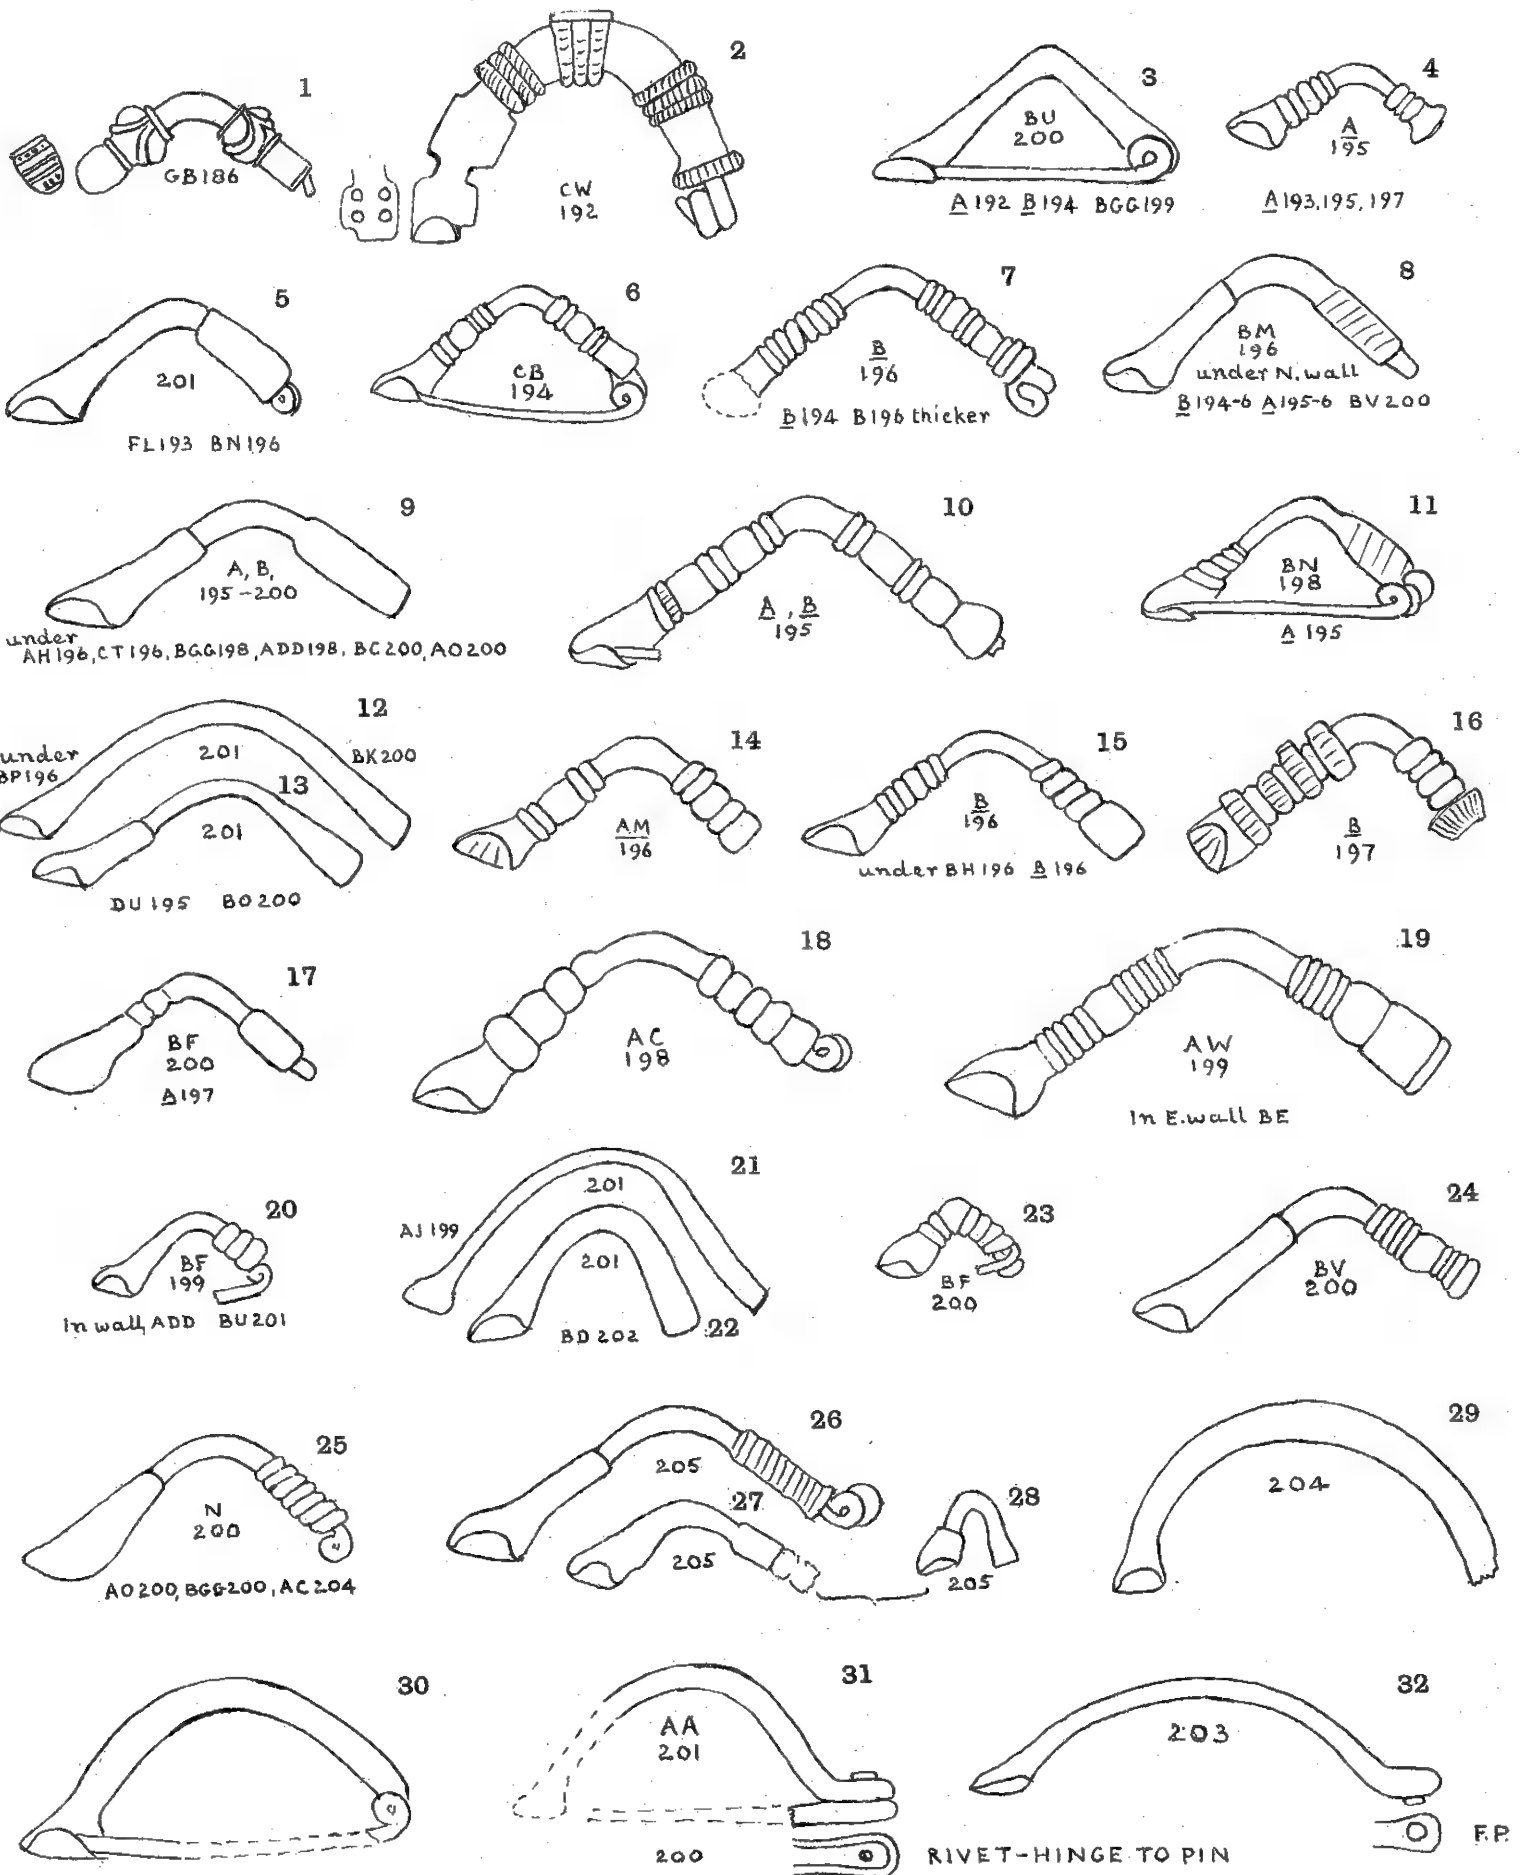 1
GB186
2
CW
192
3
BU
200
A192 B194 BGG199
4
A
195
A193,195,197
5
201
FL193 BN196
6
CB
194
7
B
196
B194 B196 thicker
8
BM
196
under N. wall
B194-6 A195-6 BV200
9
A, B,
195-200
under
AH196, CT196, BGG198, ADD198, BC200, AO200
10
A, B
195
11
BN
198
A 195
12
under
BP196
201
BK200
13
201
DU195 BO200
14
AM
196
15
B
196
under BH196 B196
16
B
197
17
BF
200
A197
18
AC
198
19
AW
199
In E. wall BE
20
BF
199
In wall, ADD BU201
21
201
AJ199
201
BD202
22
23
BF
200
24
BV
200
25
N
200
AO200, BGG200, AC204
26
205
27
205
28
205
29
204
30
31
AA
201
200
RIVET-HINGE TO PIN
32
203
F.P.